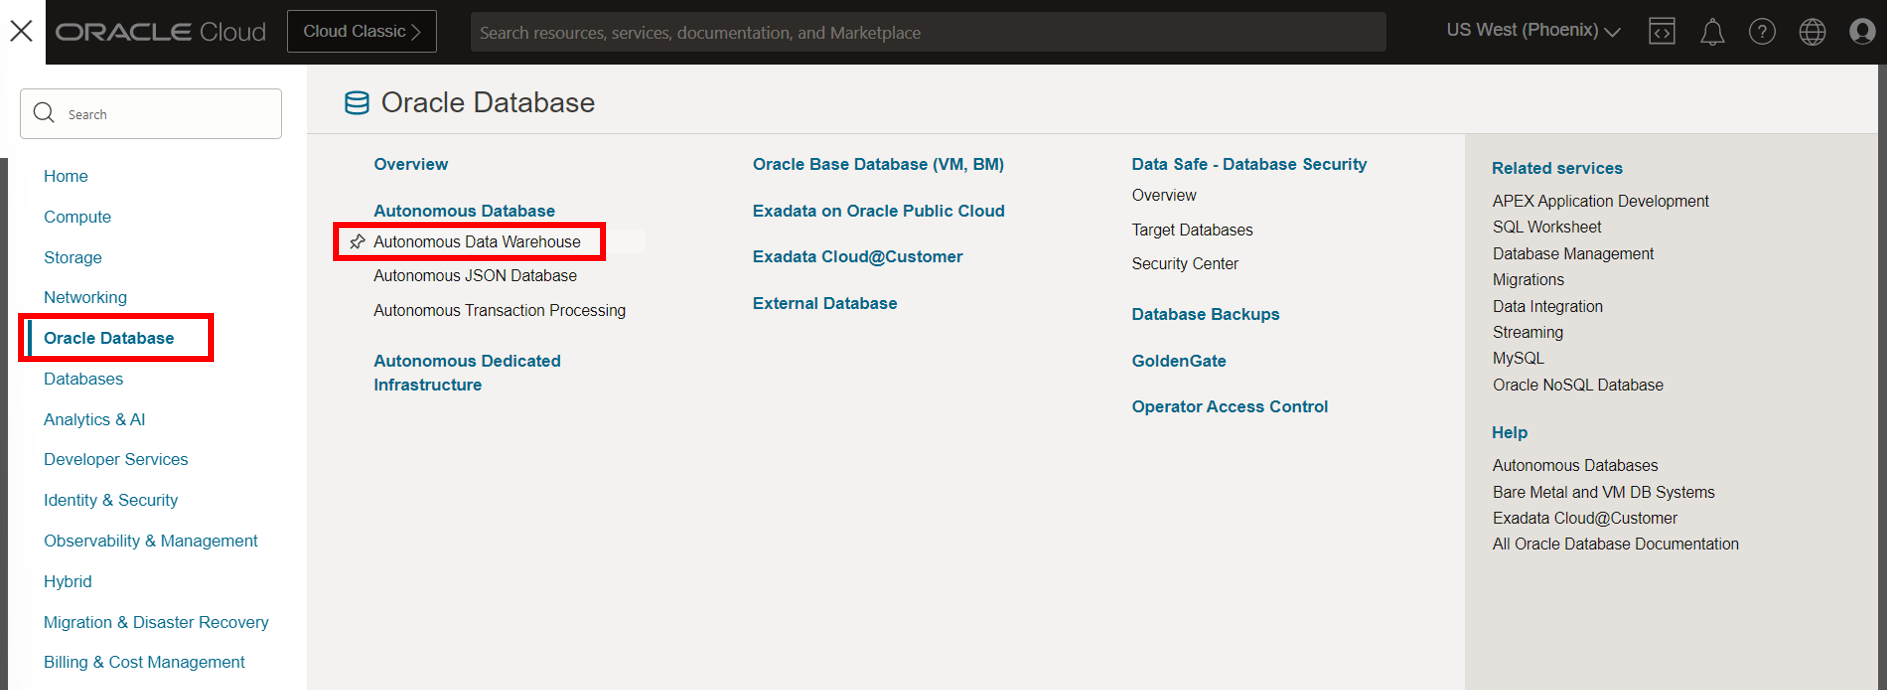 ORACLE Cloud
Cloud Classic
Search resources, services, documentation, and Marketplace
US West (Phoenix)
Search
Home
Compute
Storage
Networking
Oracle Database
Databases
Analytics & AI
Developer Services
Identity & Security
Observability & Management
Hybrid
Migration & Disaster Recovery
Billing & Cost Management
Oracle Database
Overview
Autonomous Database
Autonomous Data Warehouse
Autonomous JSON Database
Autonomous Transaction Processing
Autonomous Dedicated
Infrastructure
Oracle Base Database (VM, BM)
Exadata on Oracle Public Cloud
Exadata Cloud@Customer
External Database
Data Safe - Database Security
Overview
Target Databases
Security Center
Database Backups
GoldenGate
Operator Access Control
Related services
APEX Application Development
SQL Worksheet
Database Management
Migrations
Data Integration
Streaming
MySQL
Oracle NoSQL Database
Help
Autonomous Databases
Bare Metal and VM DB Systems
Exadata Cloud@Customer
All Oracle Database Documentation